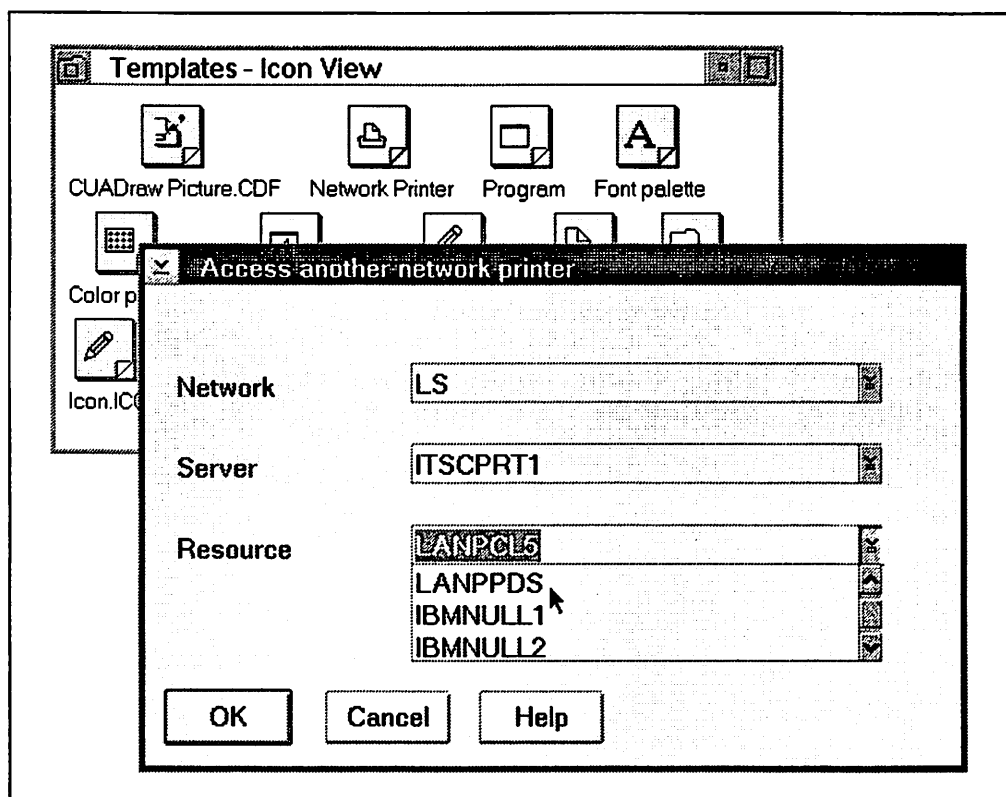 Templates - Icon View
CUADraw Picture.CDF Network Printer Program Font palette
Color p
Icon.IC
Access another network printer
Network LS
Server ITSCPRT1
Resource LANPCL5
LANPPDS
IBMNULL1
IBMNULL2
OK Cancel Help